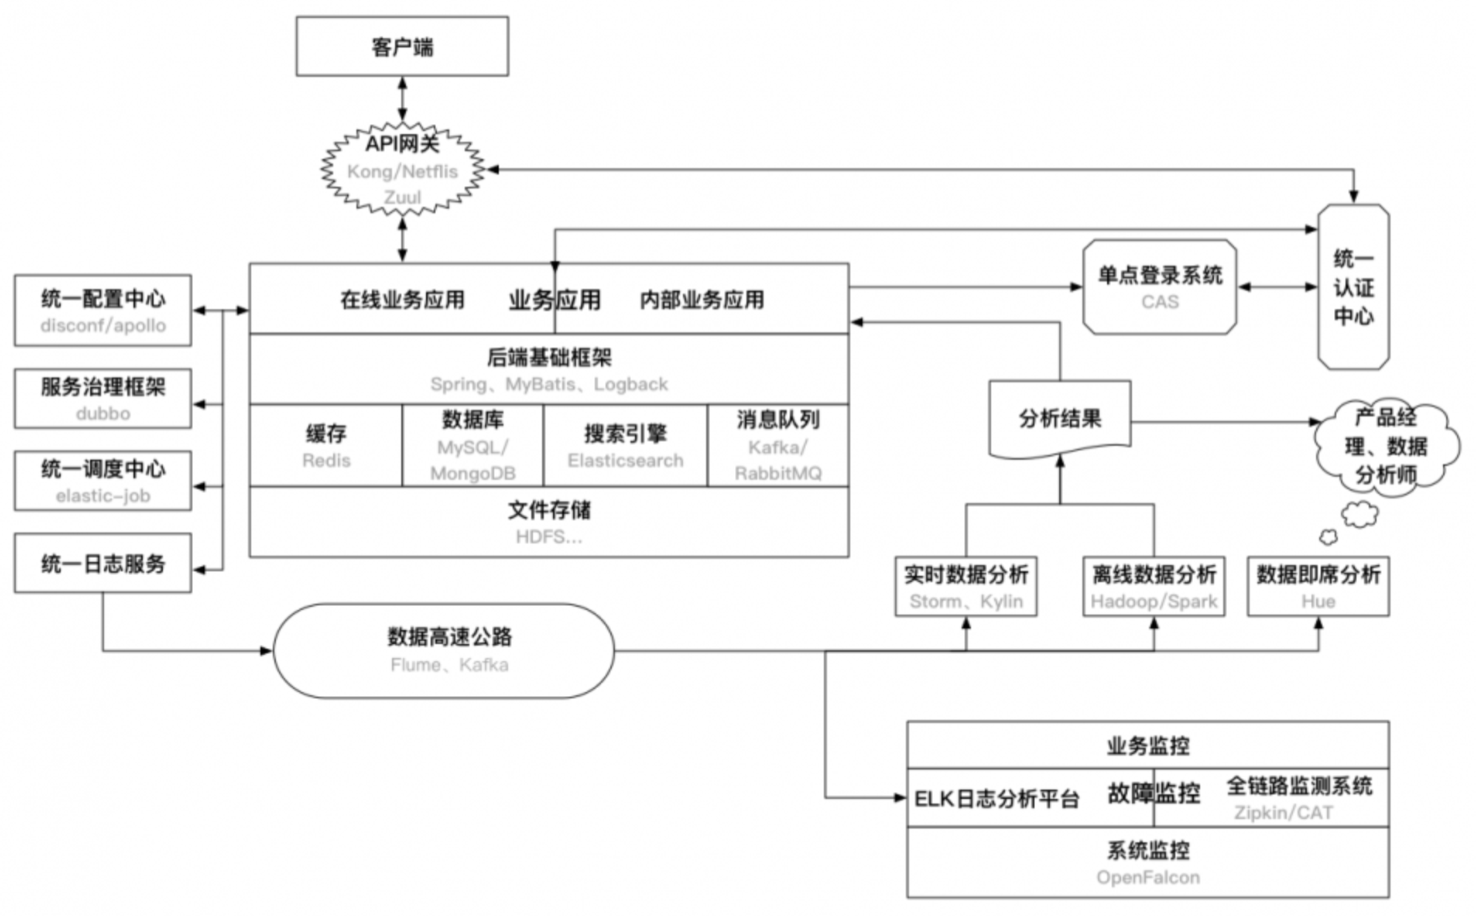 客户端
API网关
Kong/Netflis
Zuul
统一
认证
中心
单点登录系统
CAS
统一配置中心
disconf/apollo
在线业务应用
业务应用
内部业务应用
后端基础框架
Spring、MyBatis、Logback
服务治理框架
dubbo
缓存
Redis
数据库
MySQL/
MongoDB
搜索引擎
Elasticsearch
消息队列
Kafka/
RabbitMQ
分析结果
产品经
理、数据
分析师
统一调度中心
elastic-job
文件存储
HDFS...
统一日志服务
实时数据分析
Storm、Kylin
离线数据分析
Hadoop/Spark
数据即席分析
Hue
数据高速公路
Flume、Kafka
业务监控
ELK日志分析平台
故障监控
全链路监测系统
Zipkin/CAT
系统监控
OpenFalcon